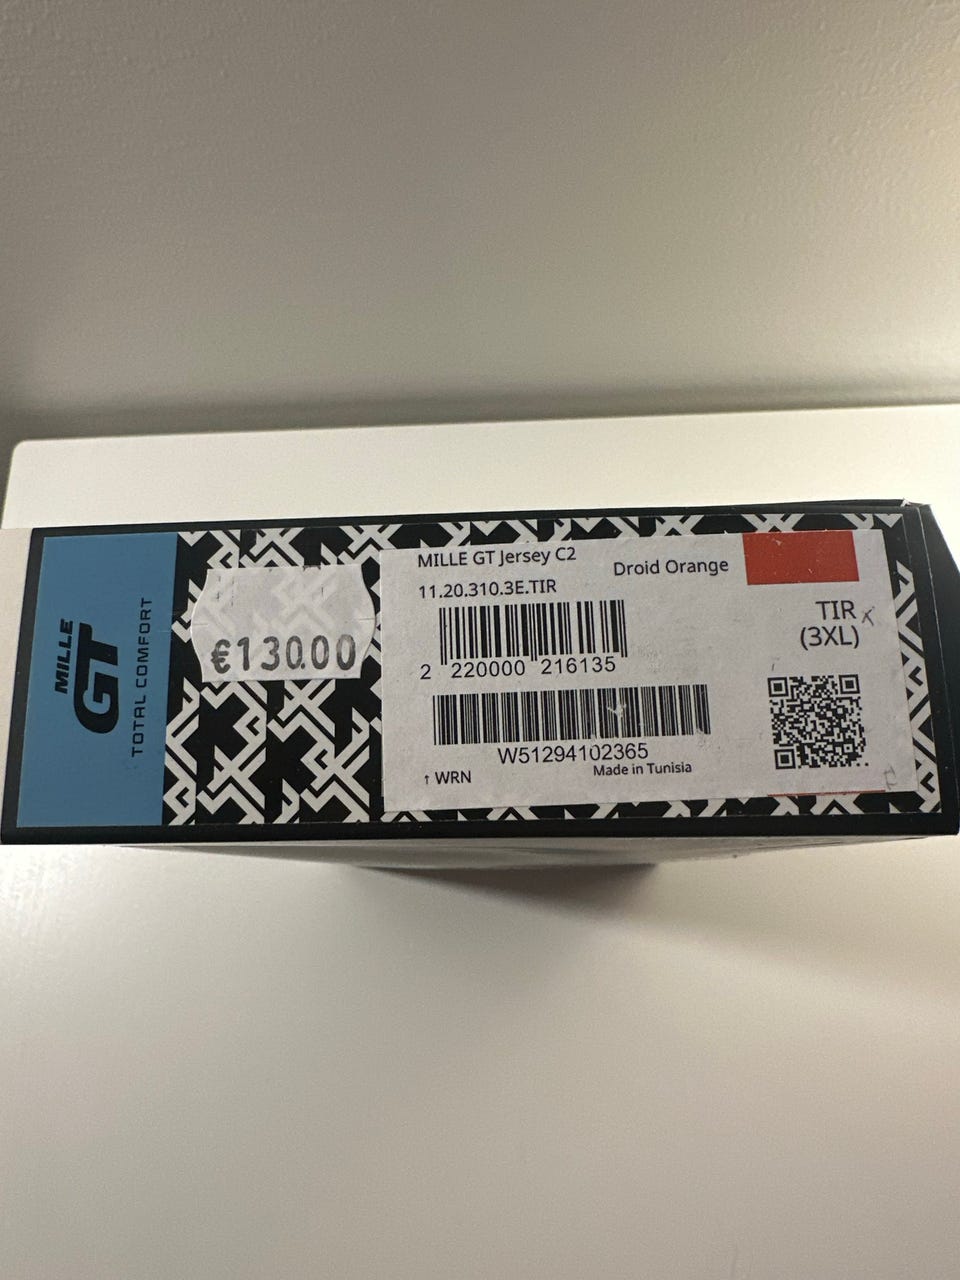 MILLE
GT
TOTAL COMFORT
€130.00
MILLE GT Jersey C2
Droid Orange
11.20.310.3E.TIR
TIR
(3XL)
2 220000 216135
W51294102365
↑ WRN
Made in Tunisia